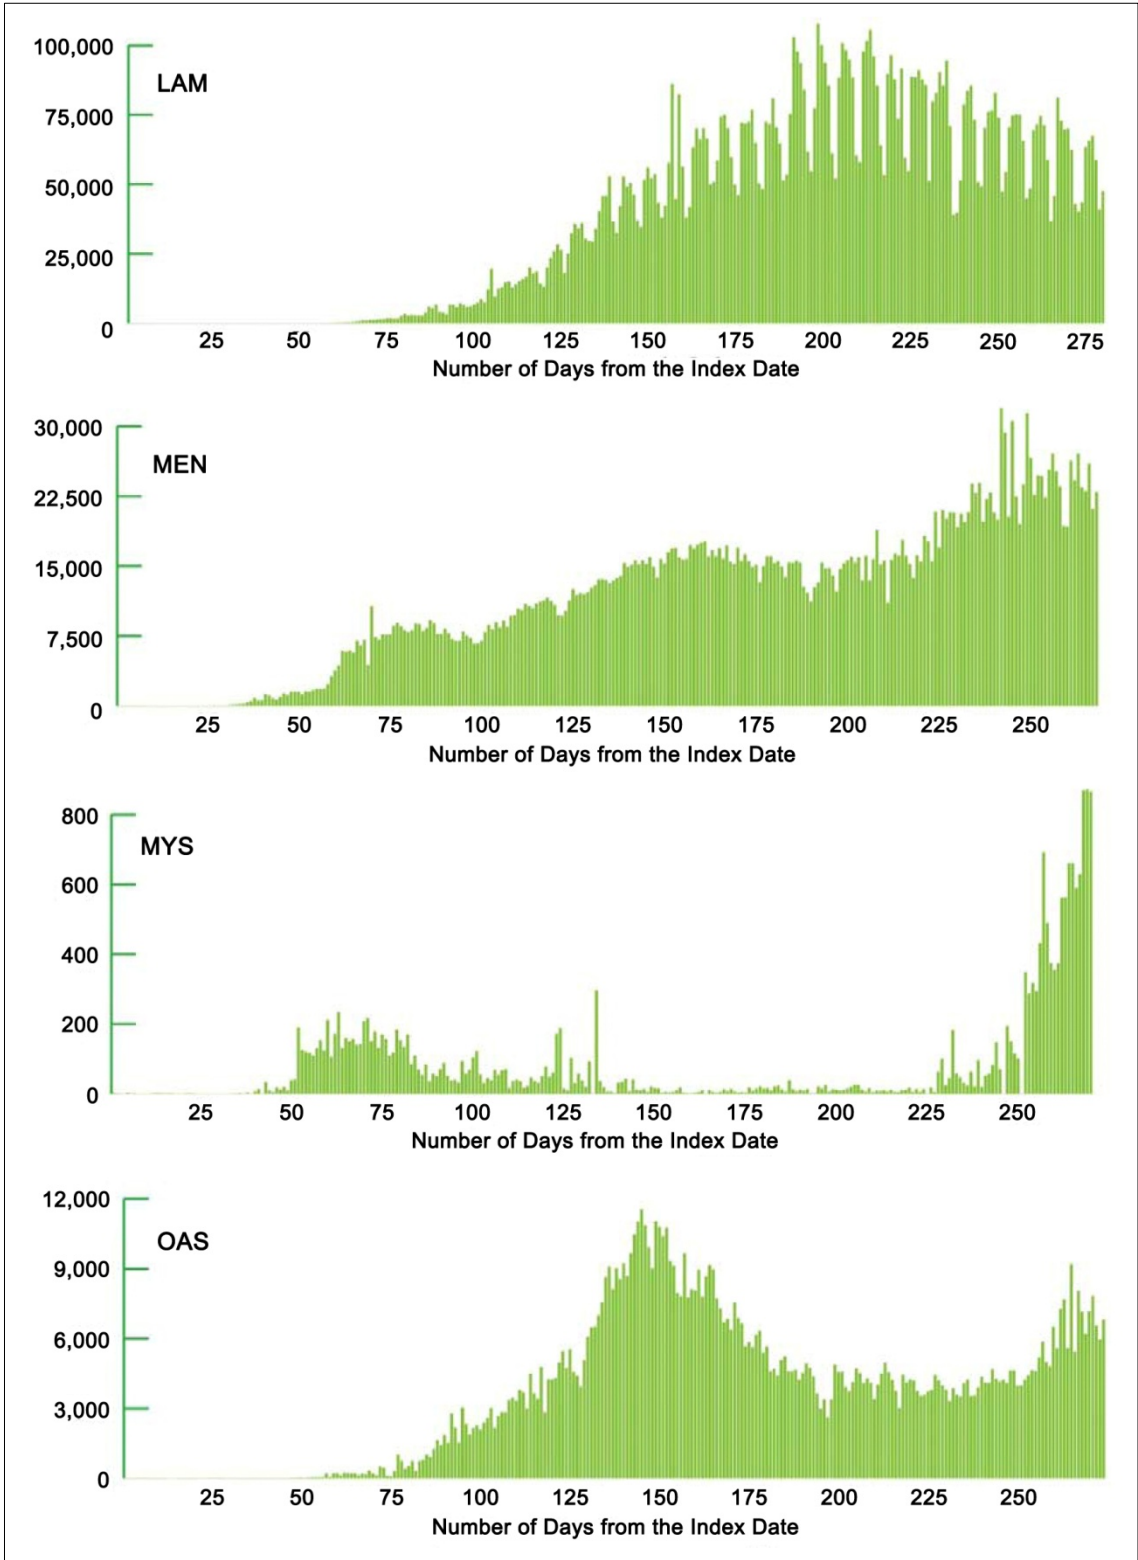 100,000
LAM
75,000
50,000
25,000
0
25 50 75 100 125 150 175 200 225 250 275
Number of Days from the Index Date
30,000
MEN
22,500
15,000
7,500
0
25 50 75 100 125 150 175 200 225 250
Number of Days from the Index Date
800
MYS
600
400
200
0
25 50 75 100 125 150 175 200 225 250
Number of Days from the Index Date
12,000
OAS
9,000
6,000
3,000
0
25 50 75 100 125 150 175 200 225 250
Number of Days from the Index Date